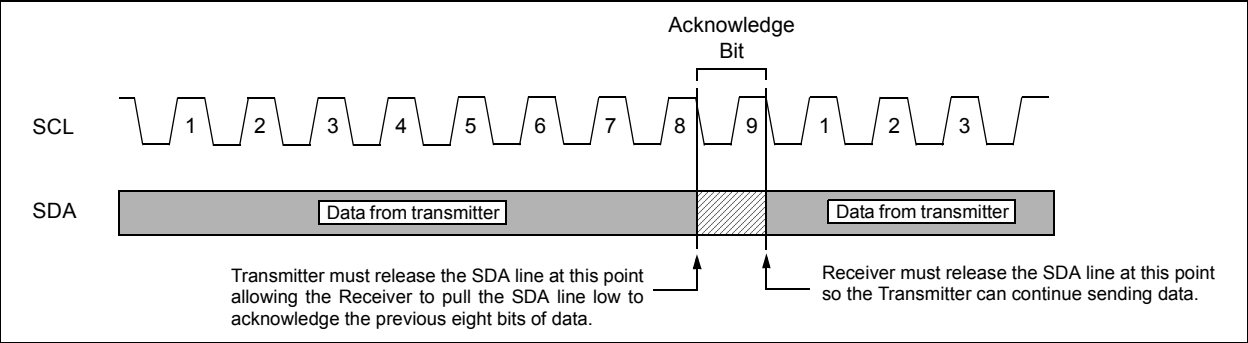 Acknowledge
Bit
SCL
1 2 3 4 5 6 7 8 9 1 2 3
SDA
Data from transmitter
Data from transmitter
Transmitter must release the SDA line at this point
allowing the Receiver to pull the SDA line low to
acknowledge the previous eight bits of data.
Receiver must release the SDA line at this point
so the Transmitter can continue sending data.